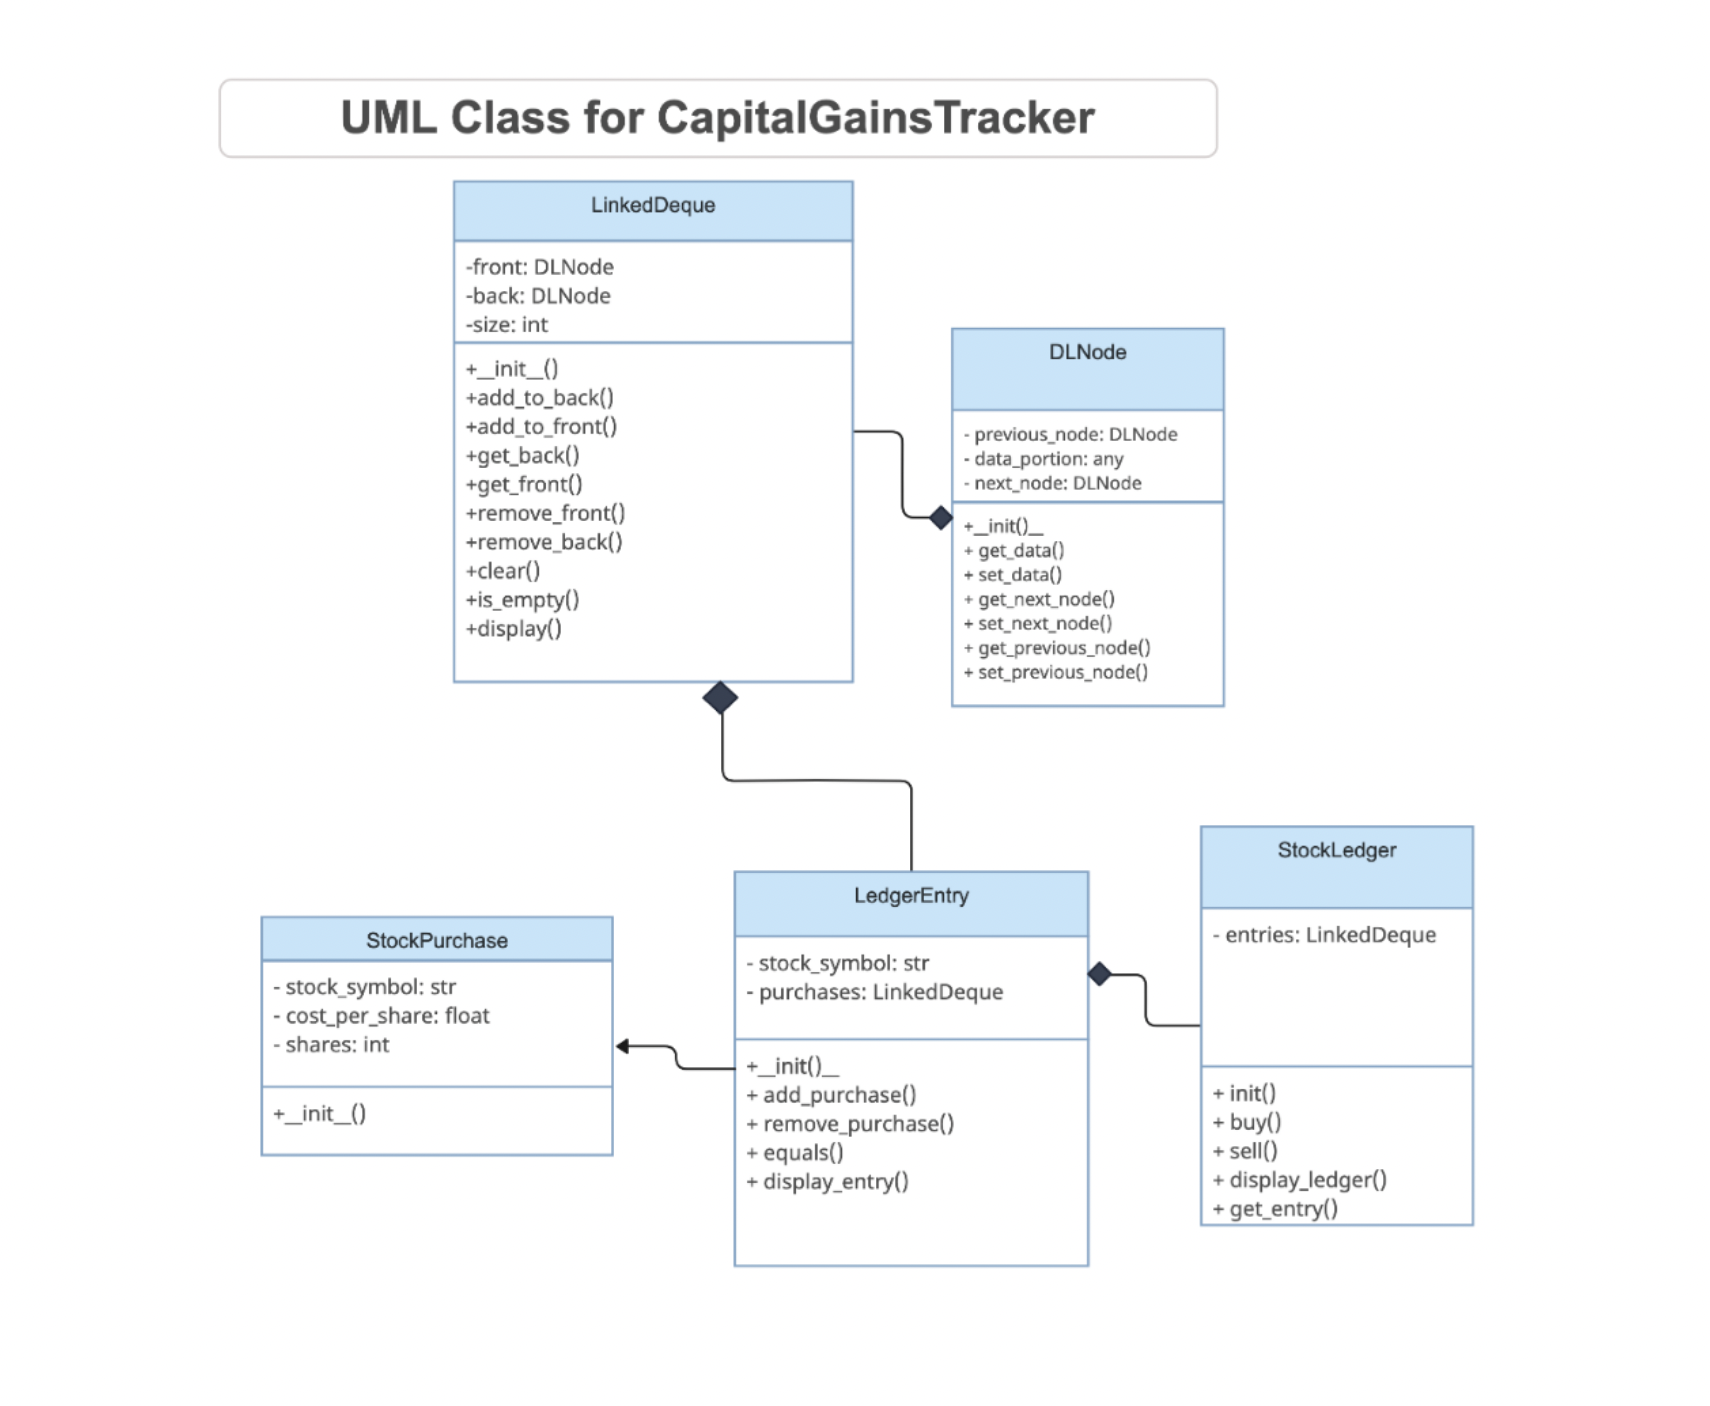 UML Class for CapitalGainsTracker
LinkedDeque
-front: DLNode
-back: DLNode
-size: int
+__init__()
+add_to_back()
+add_to_front()
+get_back()
+get_front()
+remove_front()
+remove_back()
+clear()
+is_empty()
+display()
DLNode
- previous_node: DLNode
- data_portion: any
- next_node: DLNode
+__init()__
+ get_data()
+ set_data()
+ get_next_node()
+ set_next_node()
+ get_previous_node()
+ set_previous_node()
StockPurchase
- stock_symbol: str
- cost_per_share: float
- shares: int
+__init__()
LedgerEntry
- stock_symbol: str
- purchases: LinkedDeque
+__init()__
+ add_purchase()
+ remove_purchase()
+ equals()
+ display_entry()
StockLedger
- entries: LinkedDeque
+ init()
+ buy()
+ sell()
+ display_ledger()
+ get_entry()